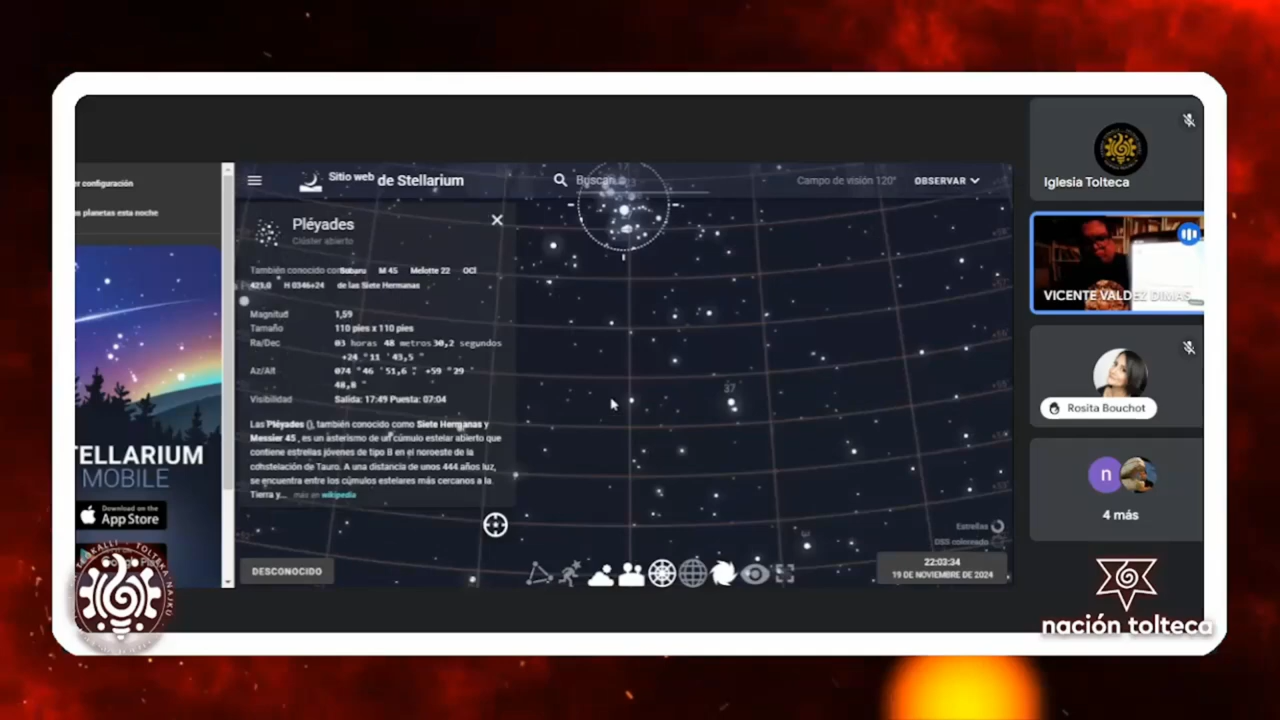 er configuración
s planetas esta noche
TELLARIUM
MOBILE
Download on the
App Store
Sitio web de Stellarium
Buscar
Campo de visión 120°
OBSERVAR
Pléyades
Clúster abierto
También conocido como Subaru M 45 Melotte 22 OCl
421.0 H 0346+24 de las Siete Hermanas
Magnitud 1,59
Tamaño 110 pies x 110 pies
Ra/Dec 03 horas 48 metros 30,2 segundos
+24 °11 '43,5 "
Az/Alt 074 °46 '51,6 " +59 °29 '
48,8 "
Visibilidad Salida: 17:49 Puesta: 07:04
Las Pléyades (), también conocido como Siete Hermanas y
Messier 45 , es un asterismo de un cúmulo estelar abierto que
contiene estrellas jóvenes de tipo B en el noroeste de la
constelación de Tauro. A una distancia de unos 444 años luz,
se encuentra entre los cúmulos estelares más cercanos a la
Tierra y... más en wikipedia
37
Estrellas
DSS coloreado
DESCONOCIDO
22:03:34
19 DE NOVIEMBRE DE 2024
Iglesia Tolteca
VICENTE VALDEZ DIMAS
Rosita Bouchot
n
4 más
TAKALLI - TOLTEKA NAJKU
nación tolteca